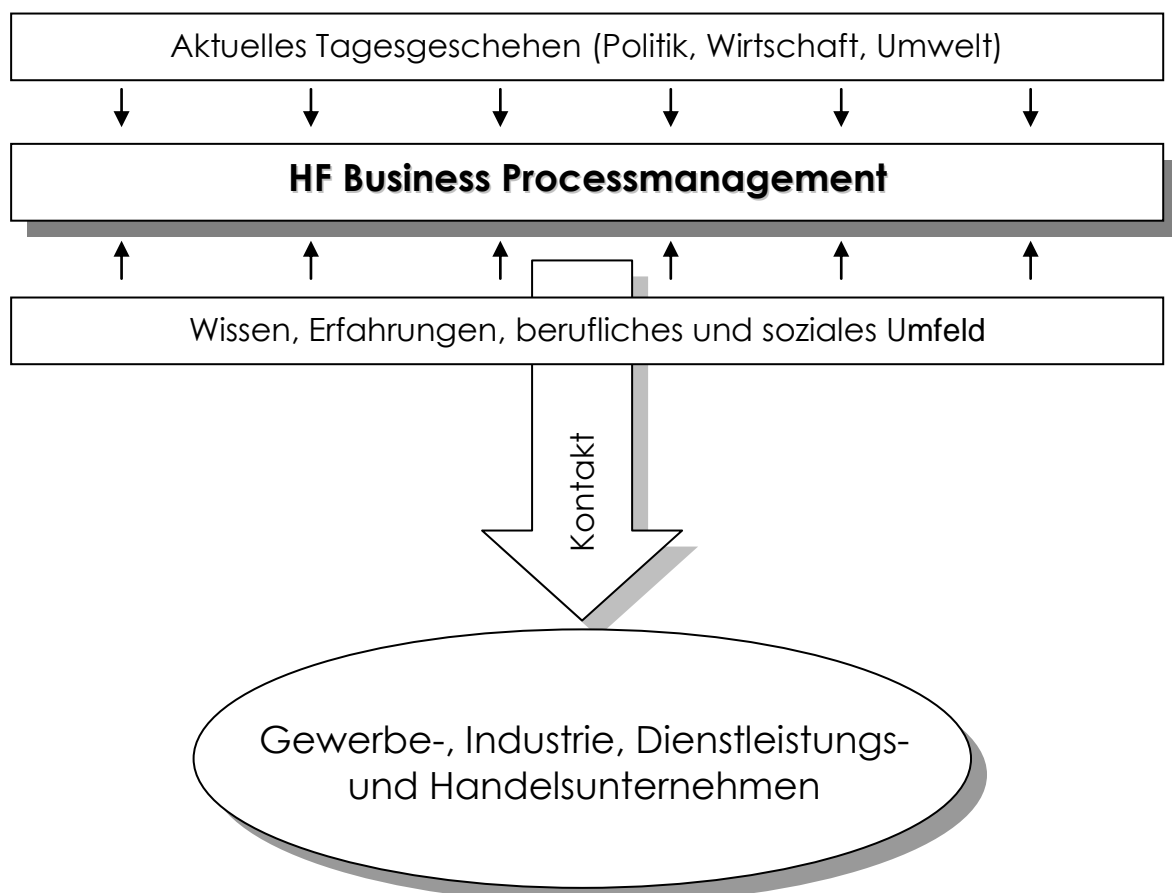 Aktuelles Tagesgeschehen (Politik, Wirtschaft, Umwelt)
HF Business Processmanagement
Wissen, Erfahrungen, berufliches und soziales Umfeld
Kontakt
Gewerbe-, Industrie, Dienstleistungs-
und Handelsunternehmen